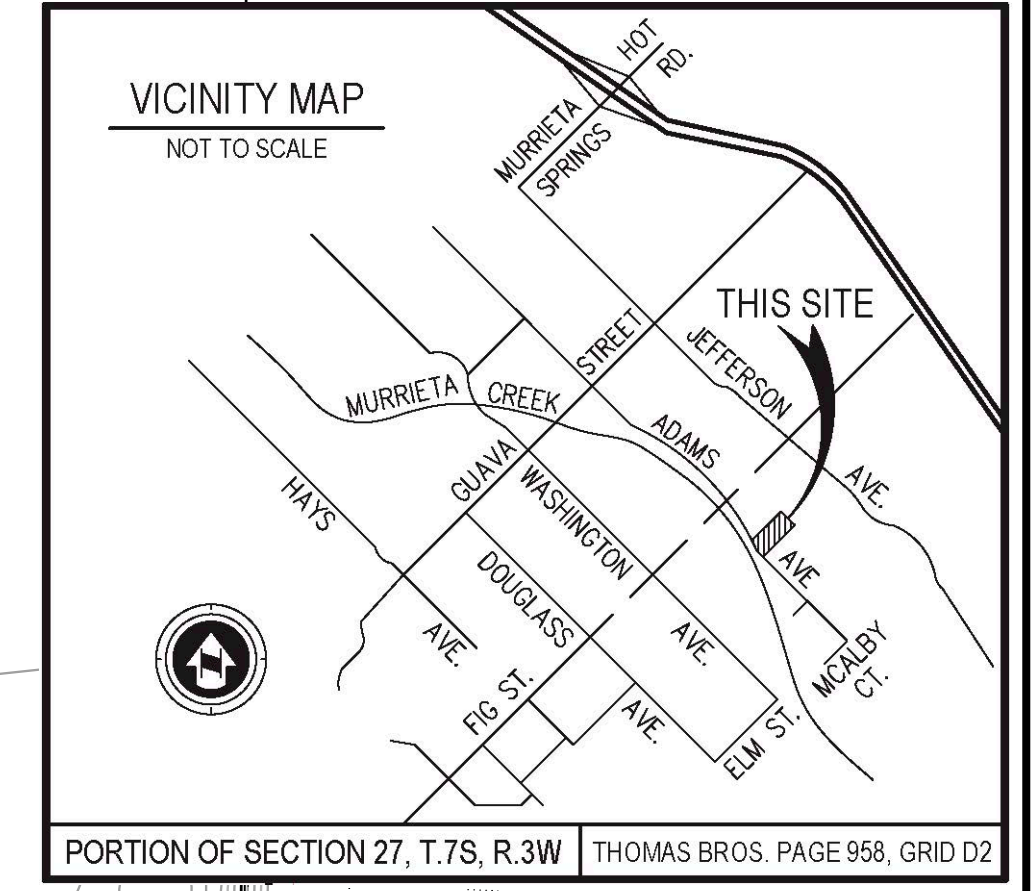 VICINITY MAP
NOT TO SCALE
MURRIETA HOT
SPRINGS RD.
THIS SITE
JEFFERSON AVE.
MURRIETA CREEK
ADAMS AVE
GUAVA STREET
WASHINGTON AVE.
HAYS AVE.
DOUGLASS AVE.
FIG ST.
ELM ST.
MCALBY
CT.
N
PORTION OF SECTION 27, T.7S, R.3W
THOMAS BROS. PAGE 958, GRID D2